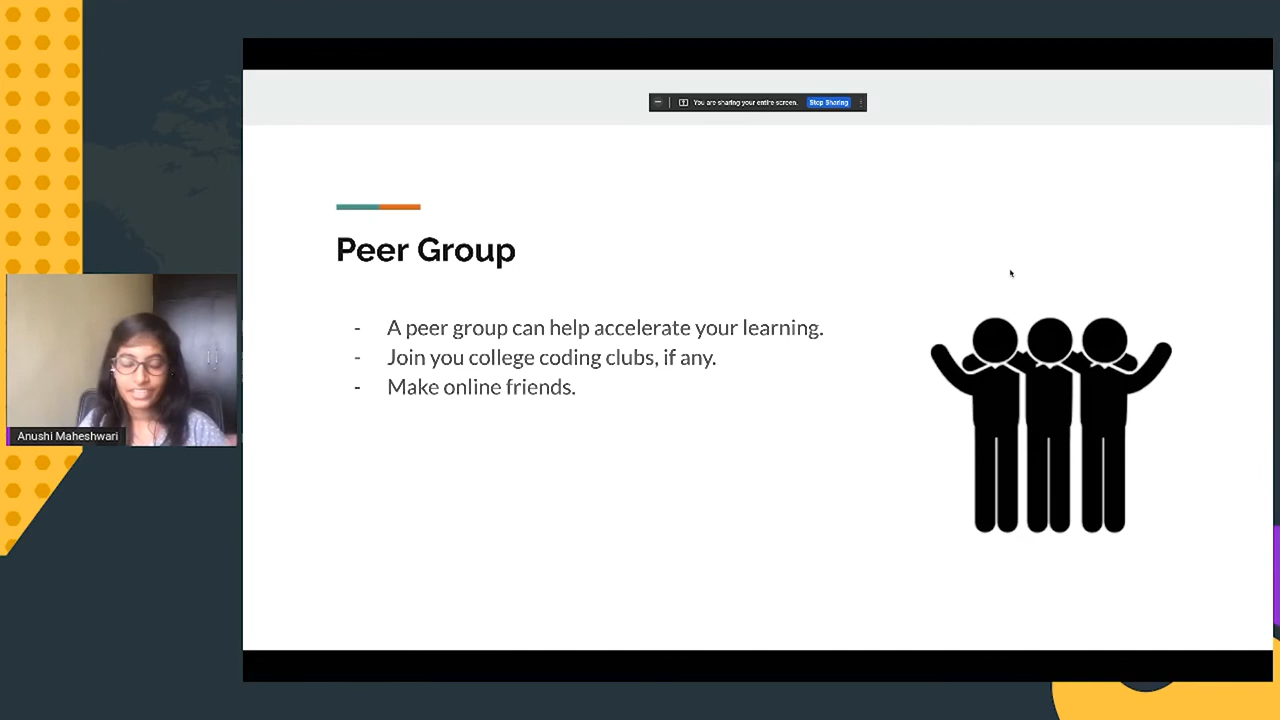 You are sharing your entire screen.
Stop Sharing
Peer Group
- A peer group can help accelerate your learning.
- Join you college coding clubs, if any.
- Make online friends.
Anushi Maheshwari